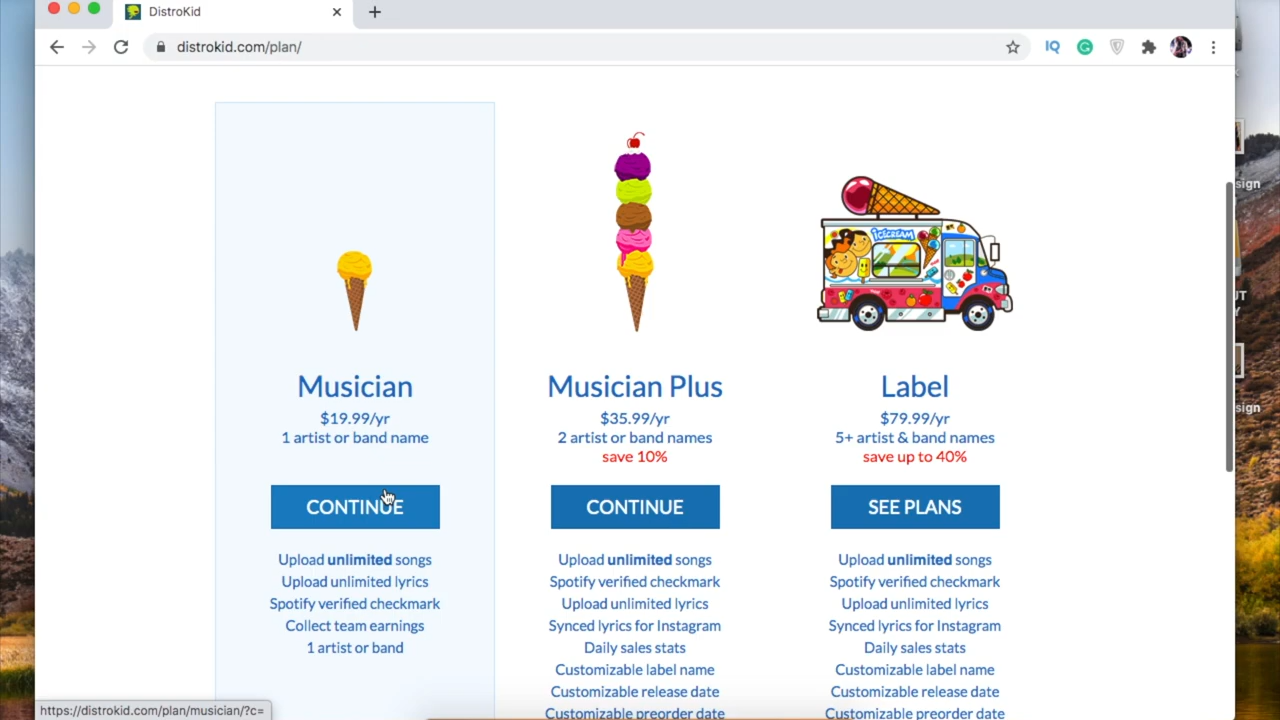 DistroKid
distrokid.com/plan/
IQ
sign
UT
Y
sign
ICECREAM
Musician
$19.99/yr
1 artist or band name
CONTINUE
Upload unlimited songs
Upload unlimited lyrics
Spotify verified checkmark
Collect team earnings
1 artist or band
Musician Plus
$35.99/yr
2 artist or band names
save 10%
CONTINUE
Upload unlimited songs
Spotify verified checkmark
Upload unlimited lyrics
Synced lyrics for Instagram
Daily sales stats
Customizable label name
Customizable release date
Customizable preorder date
Label
$79.99/yr
5+ artist & band names
save up to 40%
SEE PLANS
Upload unlimited songs
Spotify verified checkmark
Upload unlimited lyrics
Synced lyrics for Instagram
Daily sales stats
Customizable label name
Customizable release date
Customizable preorder date
https://distrokid.com/plan/musician/?c=